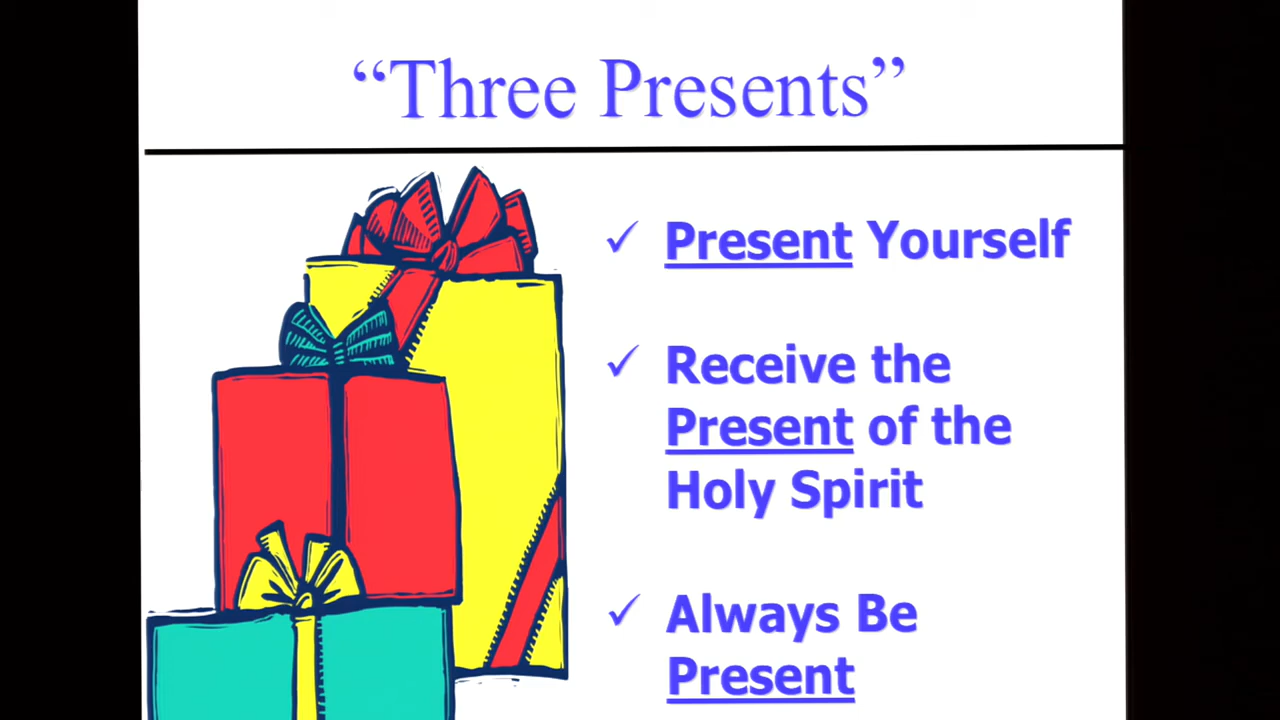 “Three Presents”
✓ Present Yourself
✓ Receive the
Present of the
Holy Spirit
✓ Always Be
Present